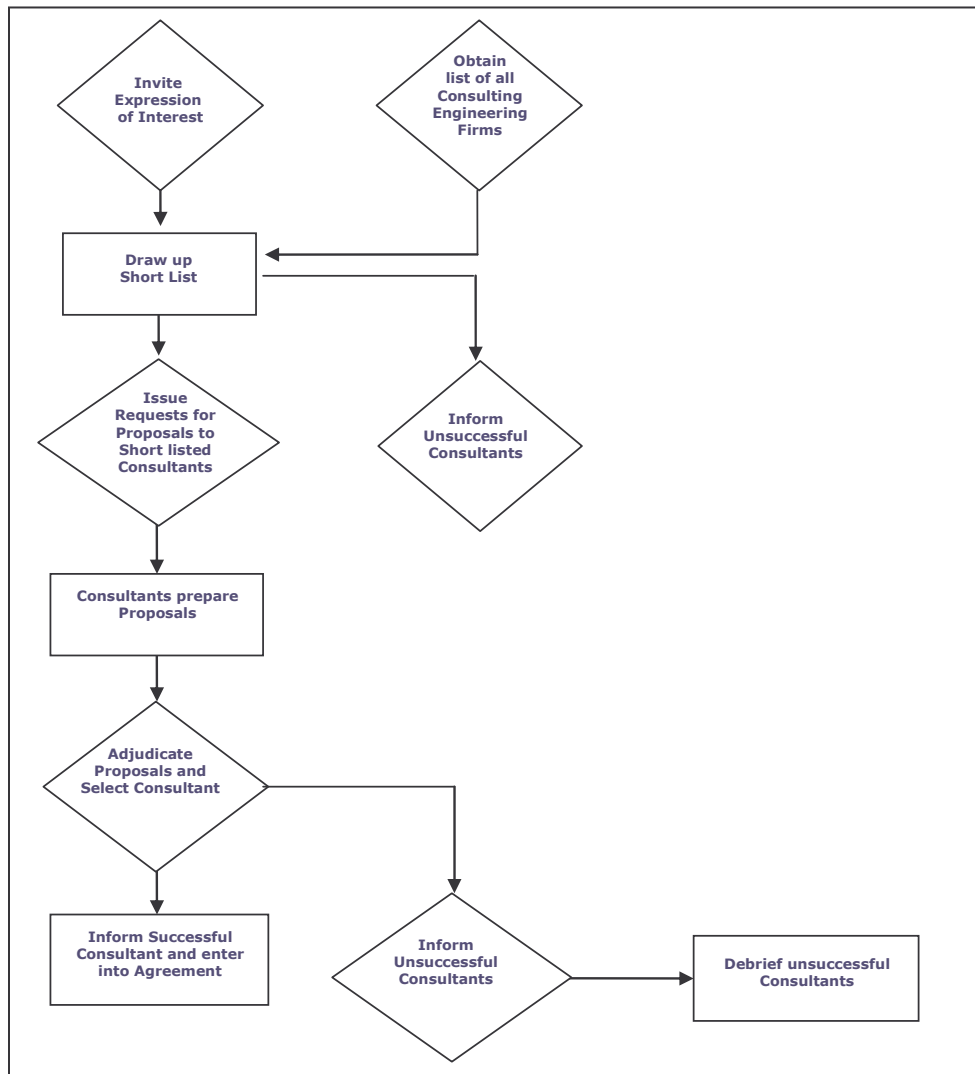 Invite
Expression
of Interest
Obtain
list of all
Consulting
Engineering
Firms
Draw up
Short List
Issue
Requests for
Proposals to
Short listed
Consultants
Inform
Unsuccessful
Consultants
Consultants prepare
Proposals
Adjudicate
Proposals and
Select Consultant
Inform Successful
Consultant and enter
into Agreement
Inform
Unsuccessful
Consultants
Debrief unsuccessful
Consultants